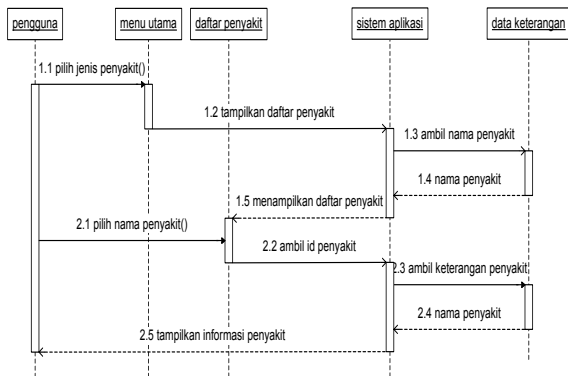 pengguna
menu utama
daftar penyakit
sistem aplikasi
data keterangan
1.1 pilih jenis penyakit()
1.2 tampilkan daftar penyakit
1.3 ambil nama penyakit
1.4 nama penyakit
1.5 menampilkan daftar penyakit
2.1 pilih nama penyakit()
2.2 ambil id penyakit
2.3 ambil keterangan penyakit
2.4 nama penyakit
2.5 tampilkan informasi penyakit